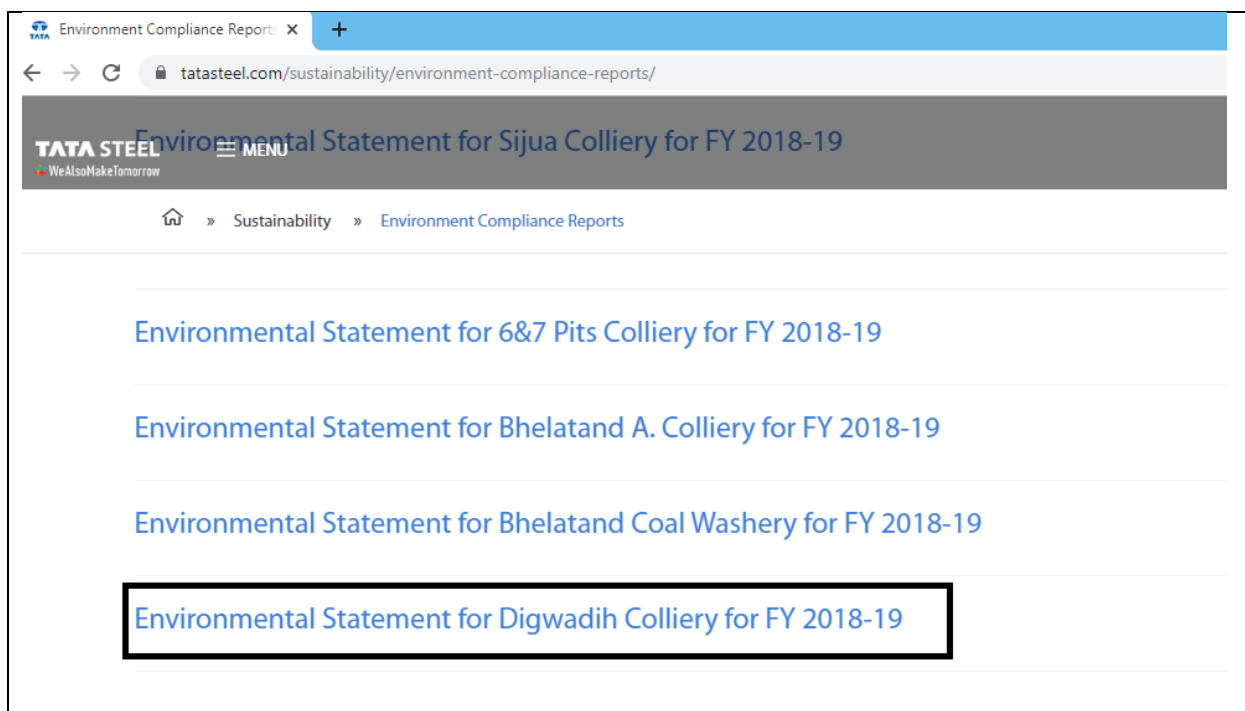 TATA
Environment Compliance Report
tatasteel.com/sustainability/environment-compliance-reports/
Environmental Statement for Sijua Colliery for FY 2018-19
TATA STEEL
MENU
WeAlsoMakeTomorrow
» Sustainability » Environment Compliance Reports
Environmental Statement for 6&7 Pits Colliery for FY 2018-19
Environmental Statement for Bhelatand A. Colliery for FY 2018-19
Environmental Statement for Bhelatand Coal Washery for FY 2018-19
Environmental Statement for Digwadih Colliery for FY 2018-19